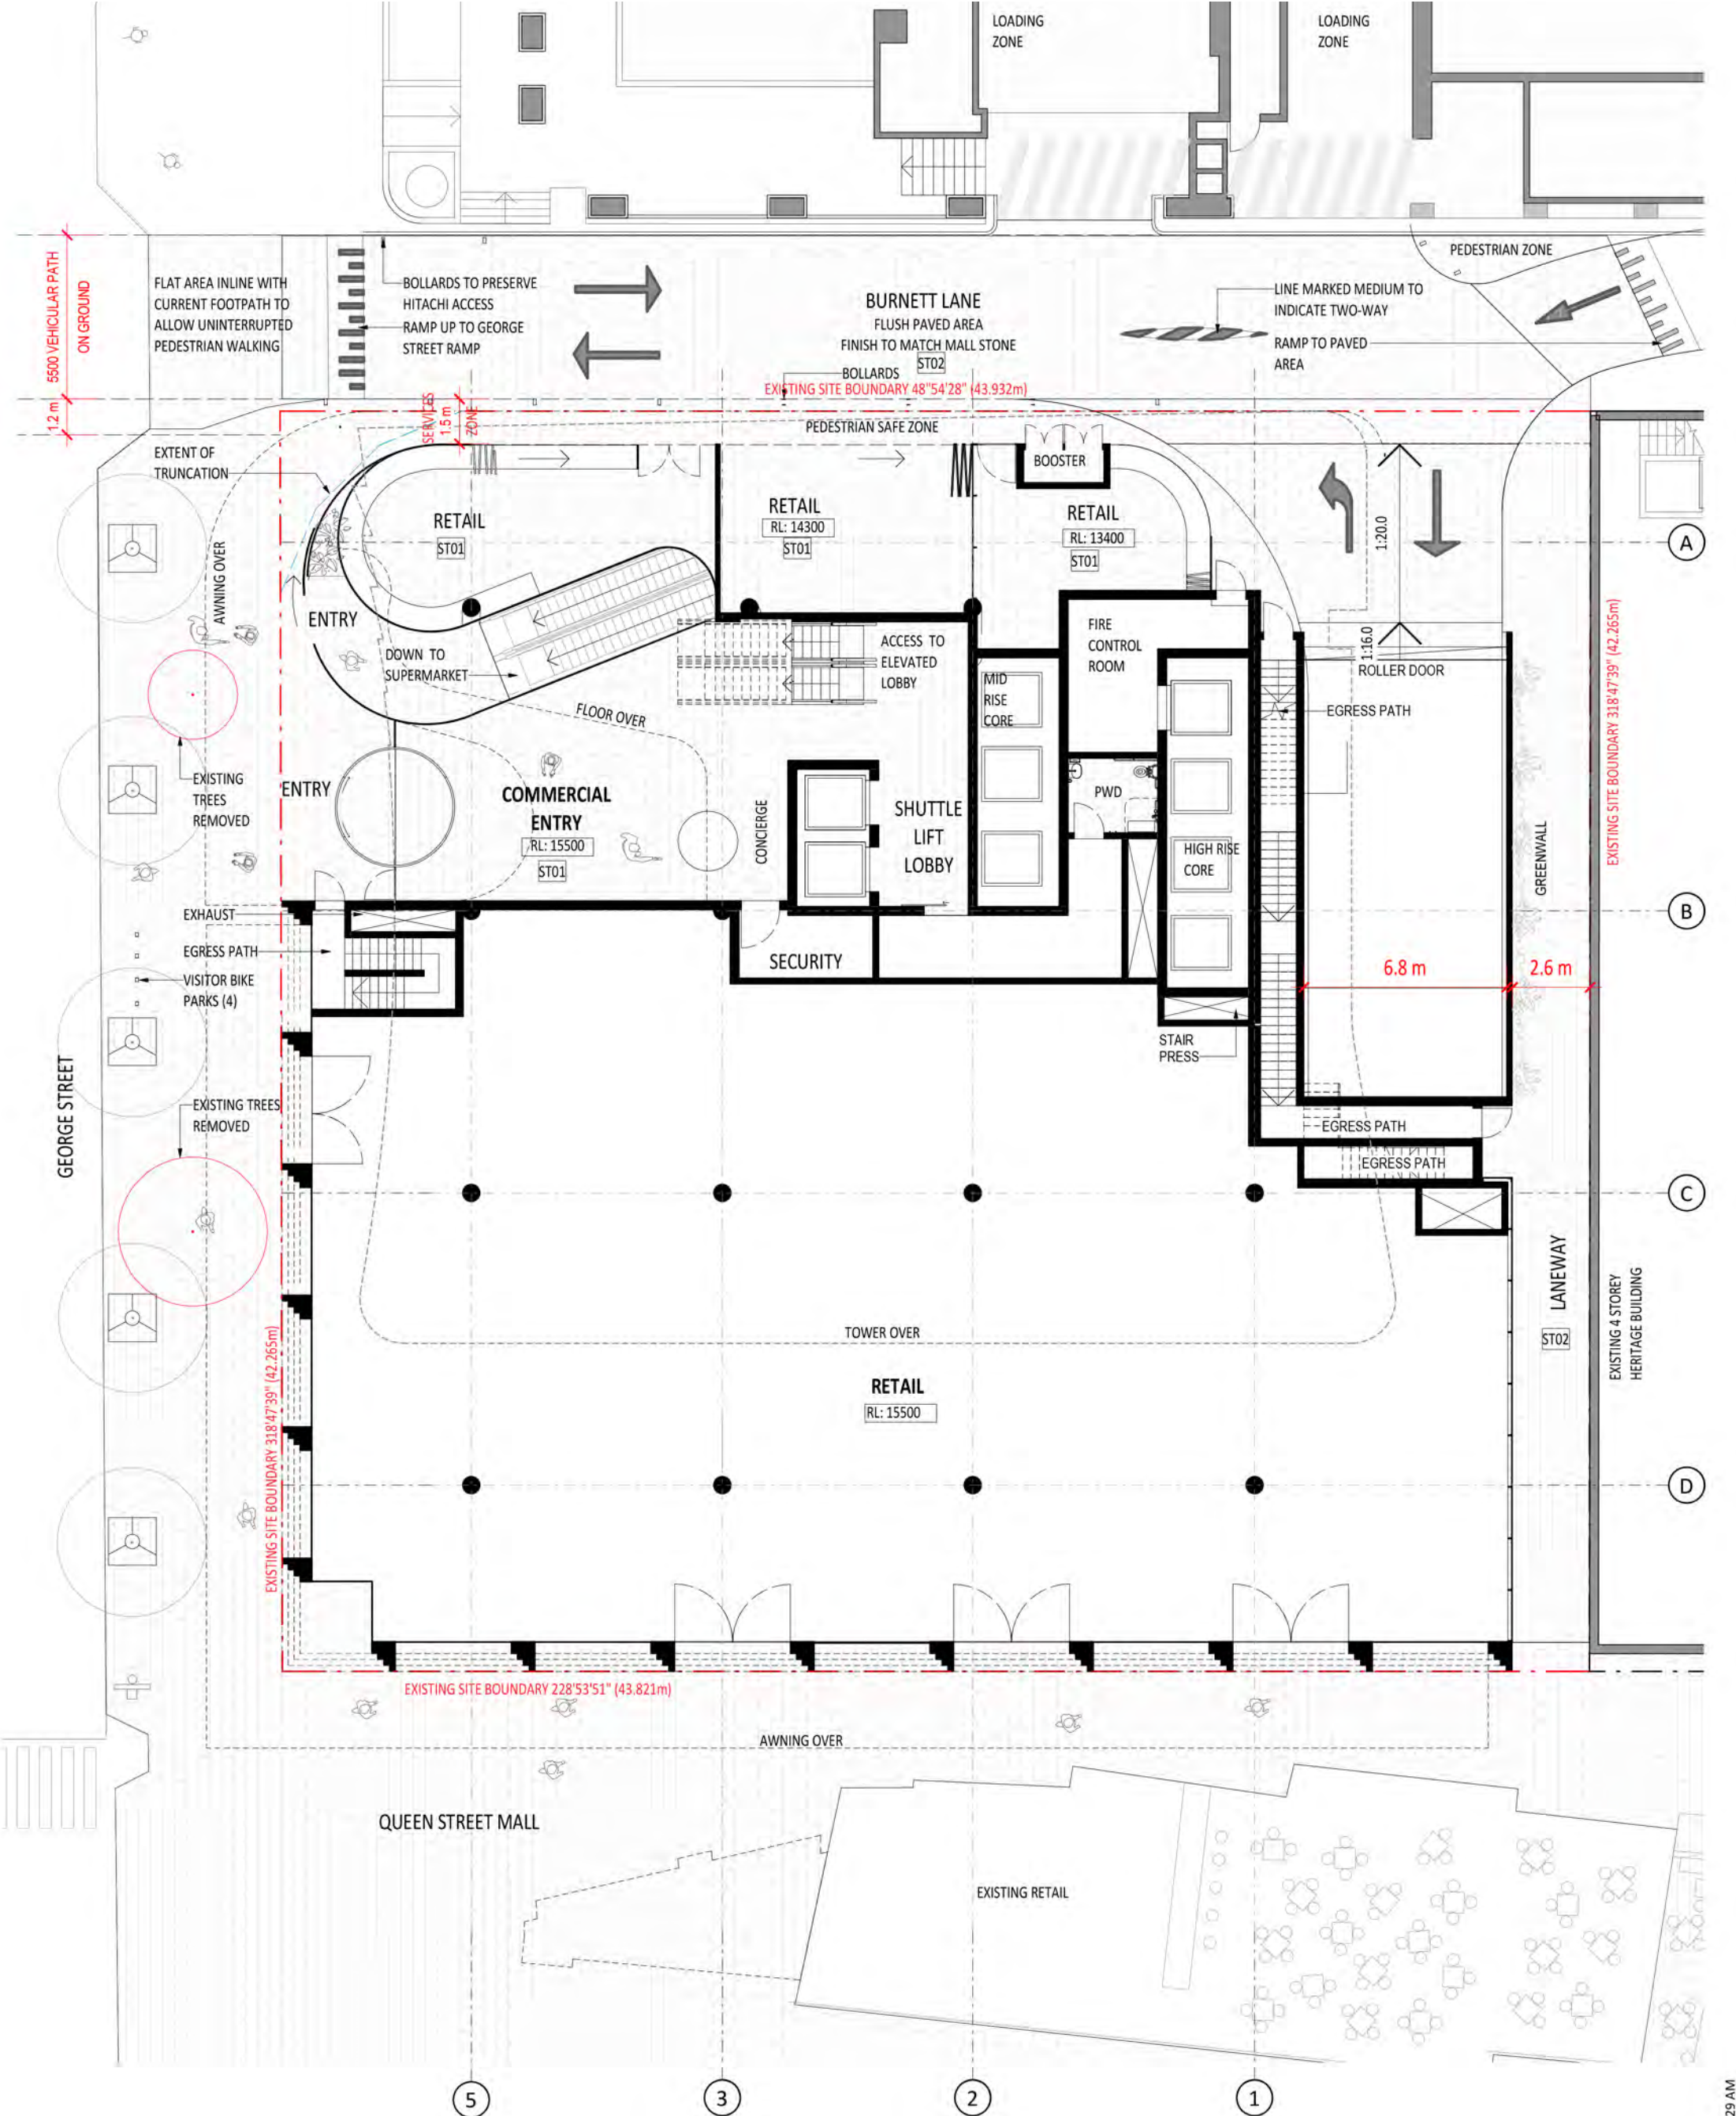 LOADING
ZONE
LOADING
ZONE
PEDESTRIAN ZONE
5500 VEHICULAR PATH
ON GROUND
1.2 m
FLAT AREA INLINE WITH
CURRENT FOOTPATH TO
ALLOW UNINTERRUPTED
PEDESTRIAN WALKING
BOLLARDS TO PRESERVE
HITACHI ACCESS
RAMP UP TO GEORGE
STREET RAMP
BURNETT LANE
FLUSH PAVED AREA
FINISH TO MATCH MALL STONE
ST02
BOLLARDS
LINE MARKED MEDIUM TO
INDICATE TWO-WAY
RAMP TO PAVED
AREA
EXISTING SITE BOUNDARY 48"54'28" (43.932m)
SERVICES
1.5 m
ZONE
PEDESTRIAN SAFE ZONE
EXTENT OF
TRUNCATION
AWNING OVER
RETAIL
ST01
RETAIL
RL: 14300
ST01
BOOSTER
RETAIL
RL: 13400
ST01
1:20.0
A
ENTRY
DOWN TO
SUPERMARKET
ACCESS TO
ELEVATED
LOBBY
FIRE
CONTROL
ROOM
1:16.0
ROLLER DOOR
MID
RISE
CORE
FLOOR OVER
EGRESS PATH
EXISTING SITE BOUNDARY 318'47'39" (42.265m)
EXISTING
TREES
REMOVED
ENTRY
COMMERCIAL
ENTRY
RL: 15500
ST01
CONCIERGE
SHUTTLE
LIFT
LOBBY
PWD
HIGH RISE
CORE
GREENWALL
B
EXHAUST
EGRESS PATH
VISITOR BIKE
PARKS (4)
SECURITY
6.8 m
2.6 m
STAIR
PRESS
GEORGE STREET
EXISTING TREES
REMOVED
EGRESS PATH
EGRESS PATH
C
LANEWAY
ST02
EXISTING 4 STOREY
HERITAGE BUILDING
TOWER OVER
RETAIL
RL: 15500
EXISTING SITE BOUNDARY 318'47'39" (42.265m)
D
EXISTING SITE BOUNDARY 228'53'51" (43.821m)
AWNING OVER
QUEEN STREET MALL
EXISTING RETAIL
5
3
2
1
29 AM